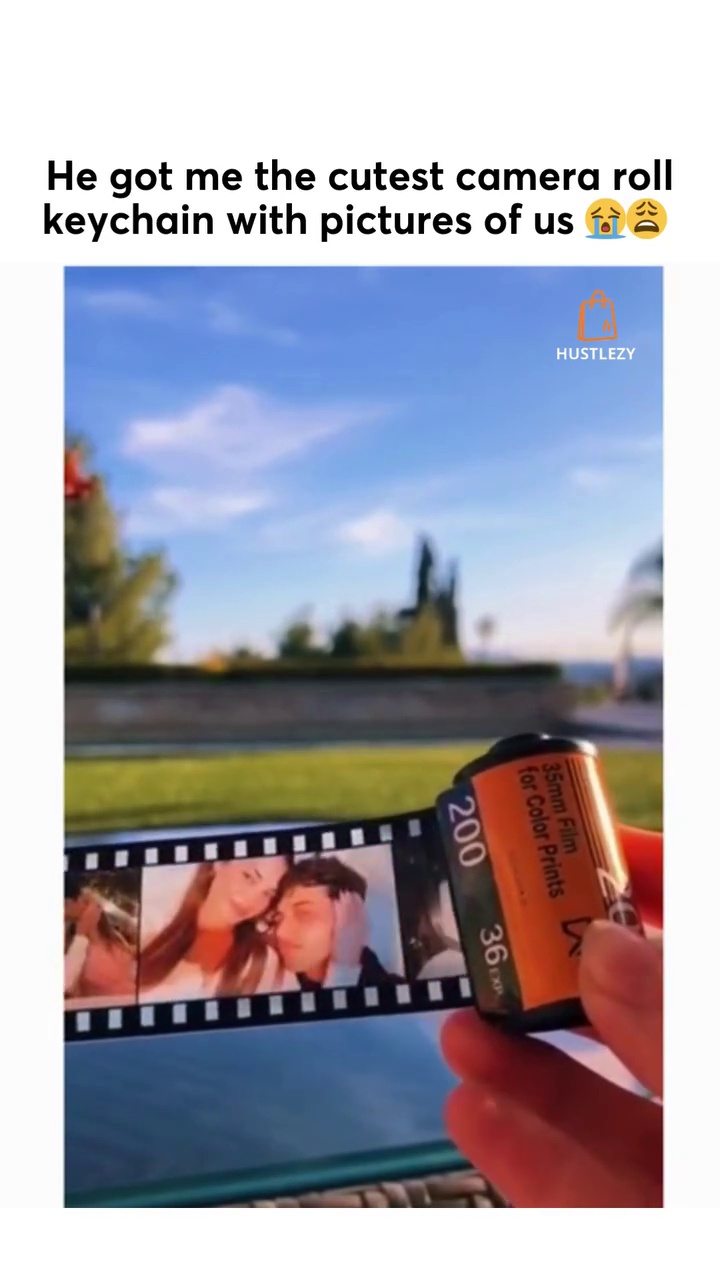 He got me the cutest camera roll
keychain with pictures of us 😭😩
HUSTLEZY
35mm Film
for Color Prints
200
36 EXP.